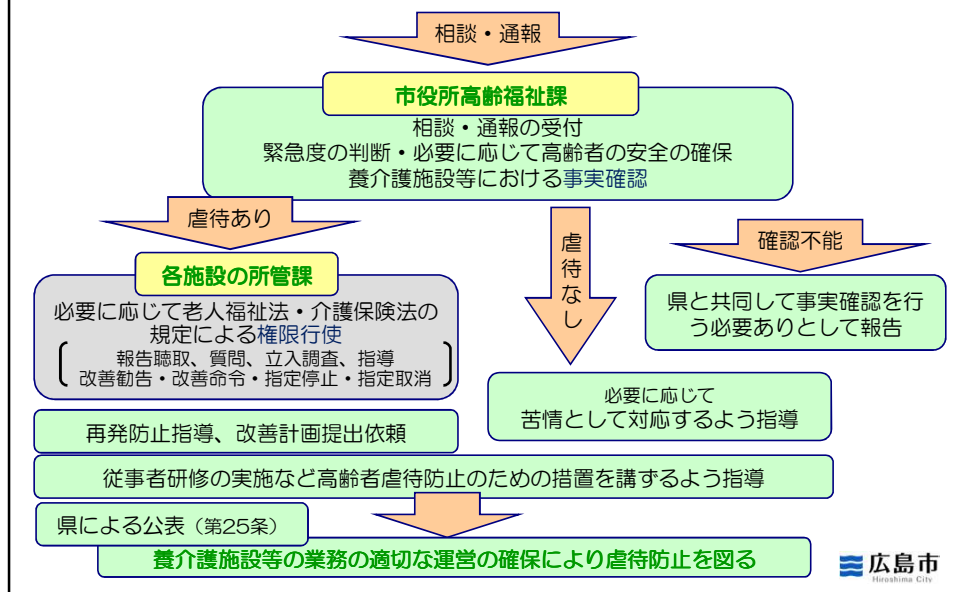 相談・通報
市役所高齢福祉課
相談・通報の受付
緊急度の判断・必要に応じて高齢者の安全の確保
養介護施設等における事実確認
虐待あり
虐待なし
確認不能
各施設の所管課
必要に応じて老人福祉法・介護保険法の
規定による権限行使
報告聴取、質問、立入調査、指導
改善勧告・改善命令・指定停止・指定取消
県と共同して事実確認を行
う必要ありとして報告
必要に応じて
苦情として対応するよう指導
再発防止指導、改善計画提出依頼
従事者研修の実施など高齢者虐待防止のための措置を講ずるよう指導
県による公表（第25条）
養介護施設等の業務の適切な運営の確保により虐待防止を図る
広島市
Hiroshima City